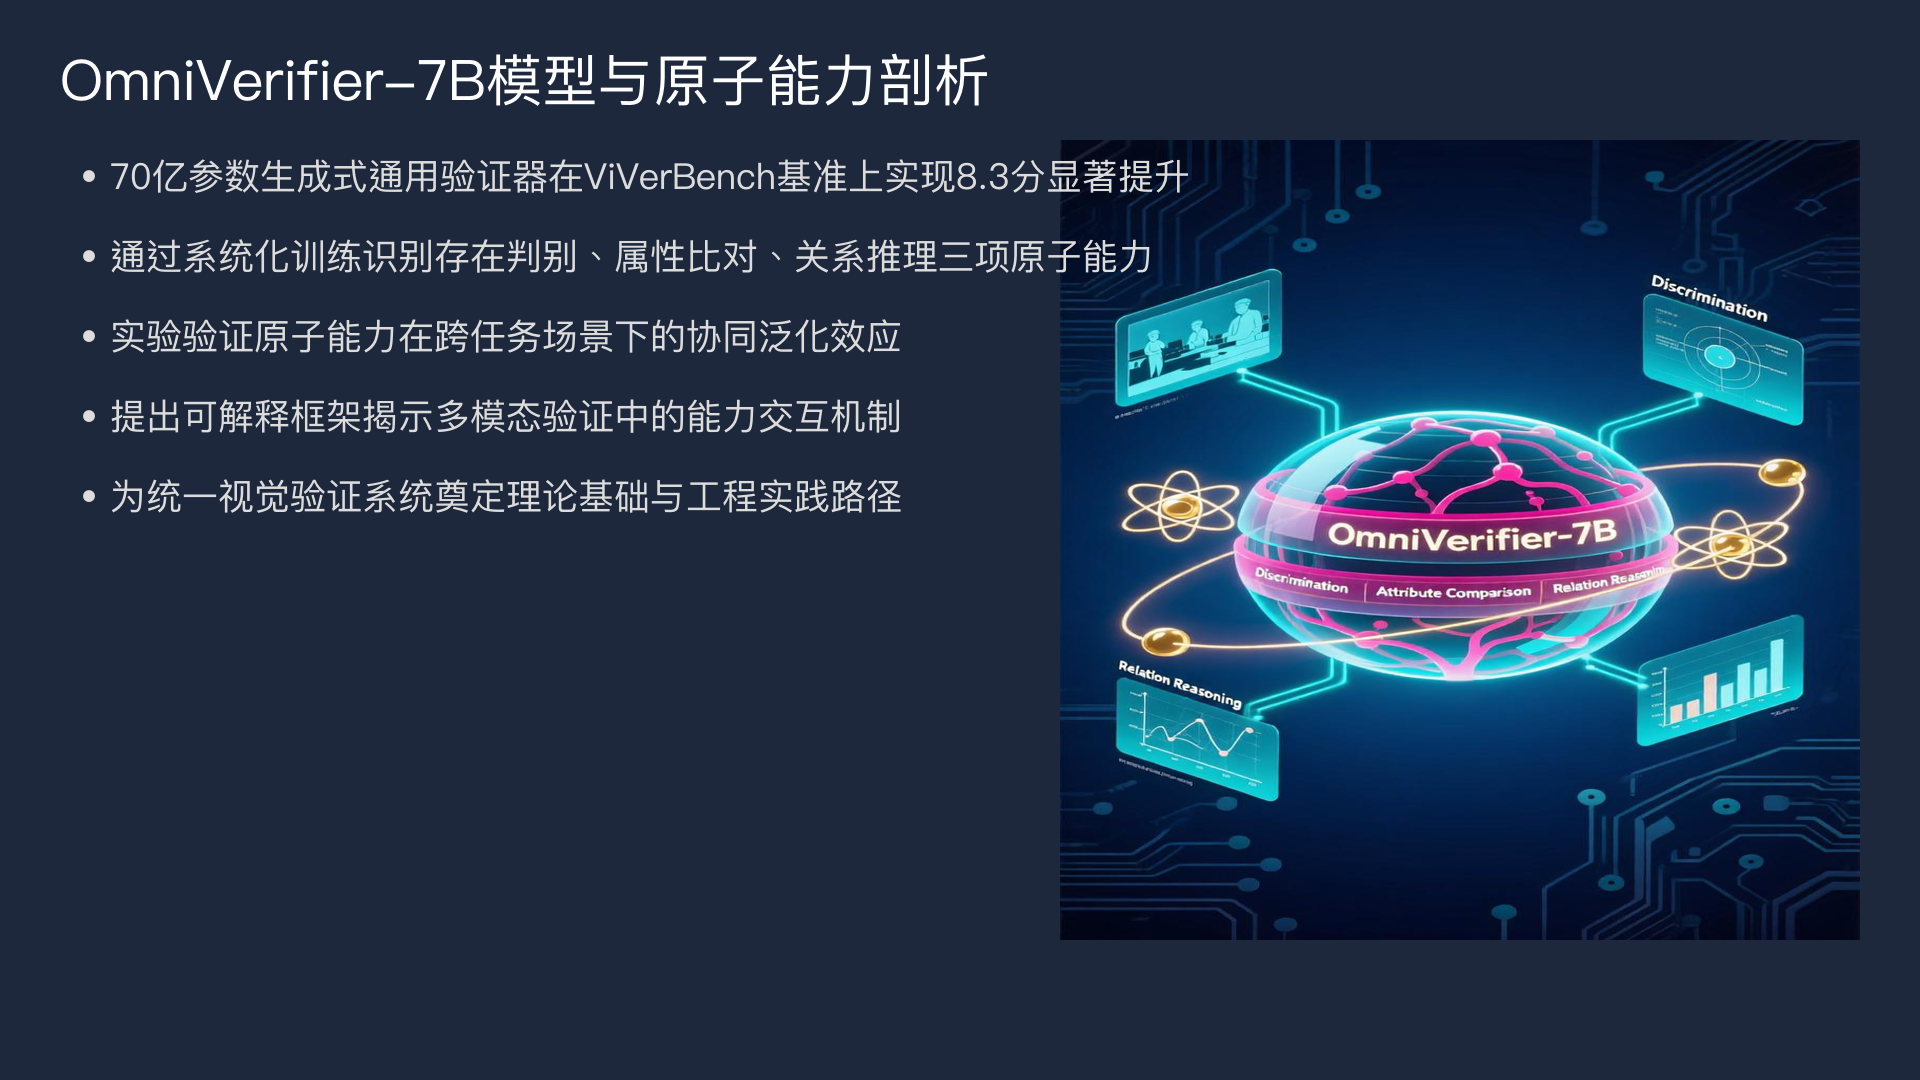 OmniVerifier–7B模型与原子能力剖析
• 70亿参数生成式通用验证器在ViVerBench基准上实现8.3分显著提升
• 通过系统化训练识别存在判别、属性比对、关系推理三项原子能力
• 实验验证原子能力在跨任务场景下的协同泛化效应
• 提出可解释框架揭示多模态验证中的能力交互机制
• 为统一视觉验证系统奠定理论基础与工程实践路径
Discrimination
OmniVerifier-7B
Discrimination | Attribute Comparison | Relation Reasoning
Relation Reasoning